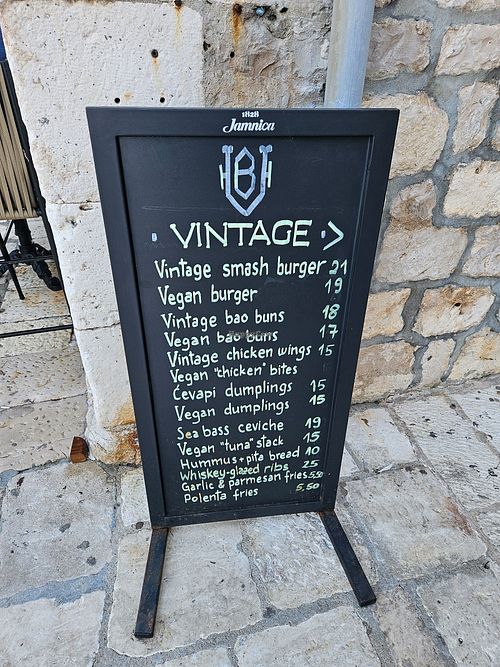 1828
Jamnica
VINTAGE ·>
Vintage smash burger 21
Vegan burger 19
Vintage bao buns 18
Vegan bao buns 17
Vintage chicken wings 15
Vegan "chicken" bites
Ćevapi dumplings 15
Vegan dumplings 15
Sea bass ceviche 19
Vegan "tuna" stack 15
Hummus + pita bread 10
Whiskey-glazed ribs 25
Garlic & parmesan fries 5,50
Polenta fries 5,50